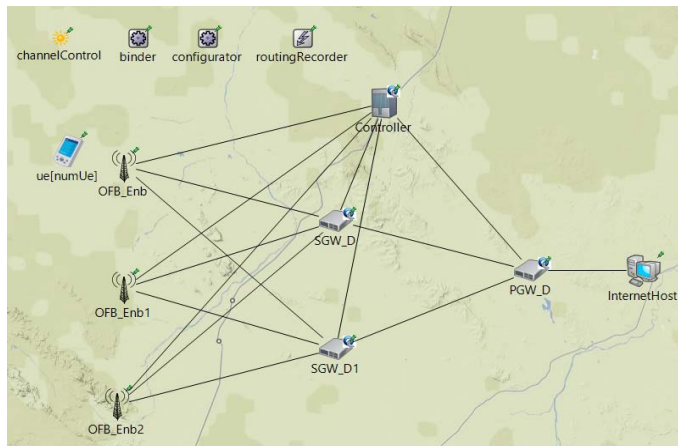 channelControl
binder
configurator
routingRecorder
Controller
ue[numUe]
OFB_Enb
SGW_D
OFB_Enb1
PGW_D
InternetHost
SGW_D1
OFB_Enb2